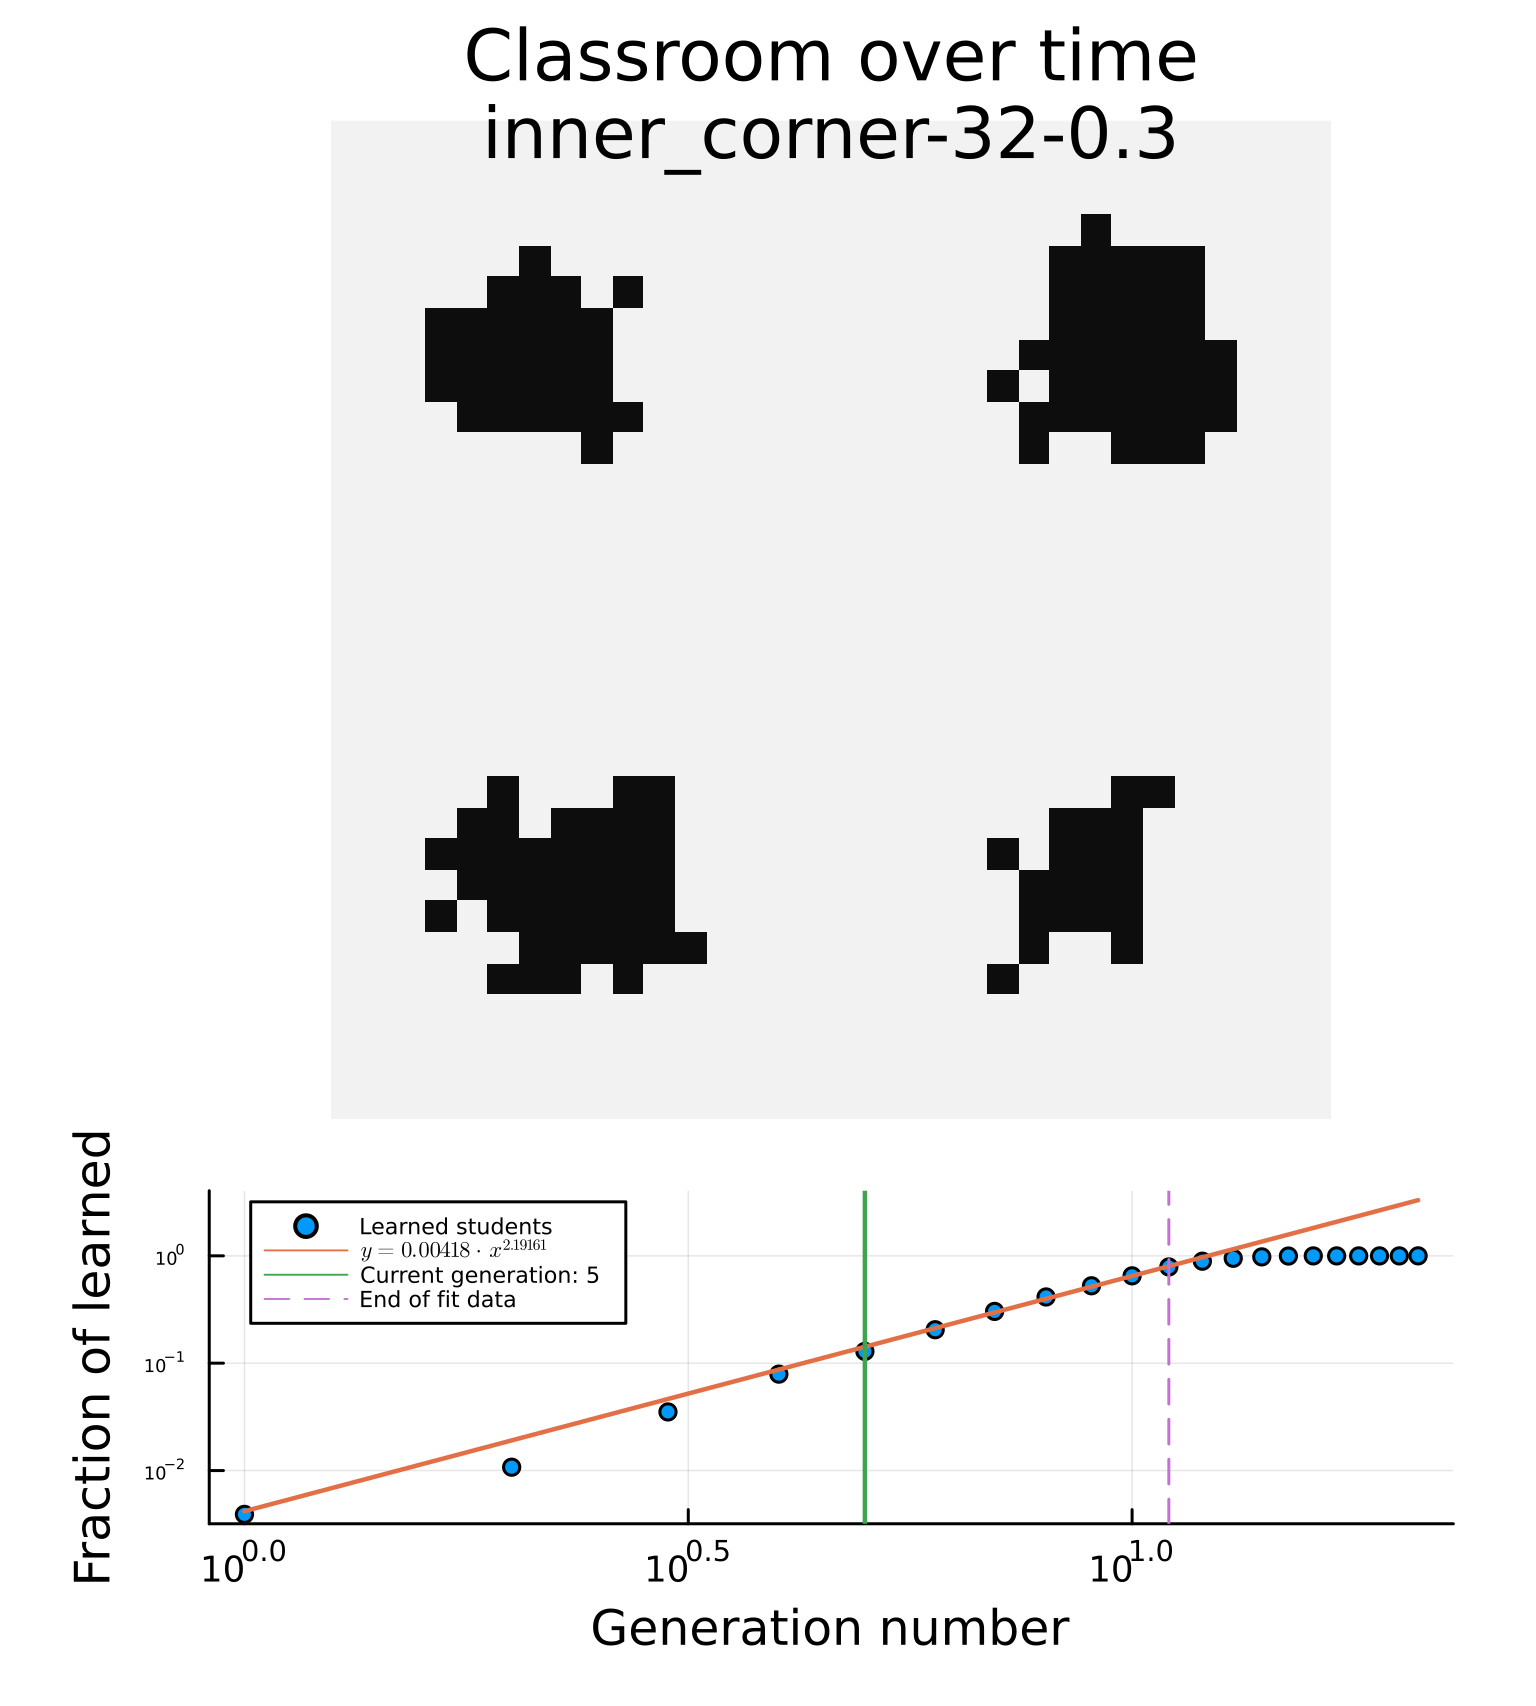 Classroom over time
inner_corner-32-0.3
Fraction of learned
Learned students
y = 0.00418 · x^2.19161
Current generation: 5
End of fit data
10^0
10^−1
10^−2
10^0.0
10^0.5
10^1.0
Generation number